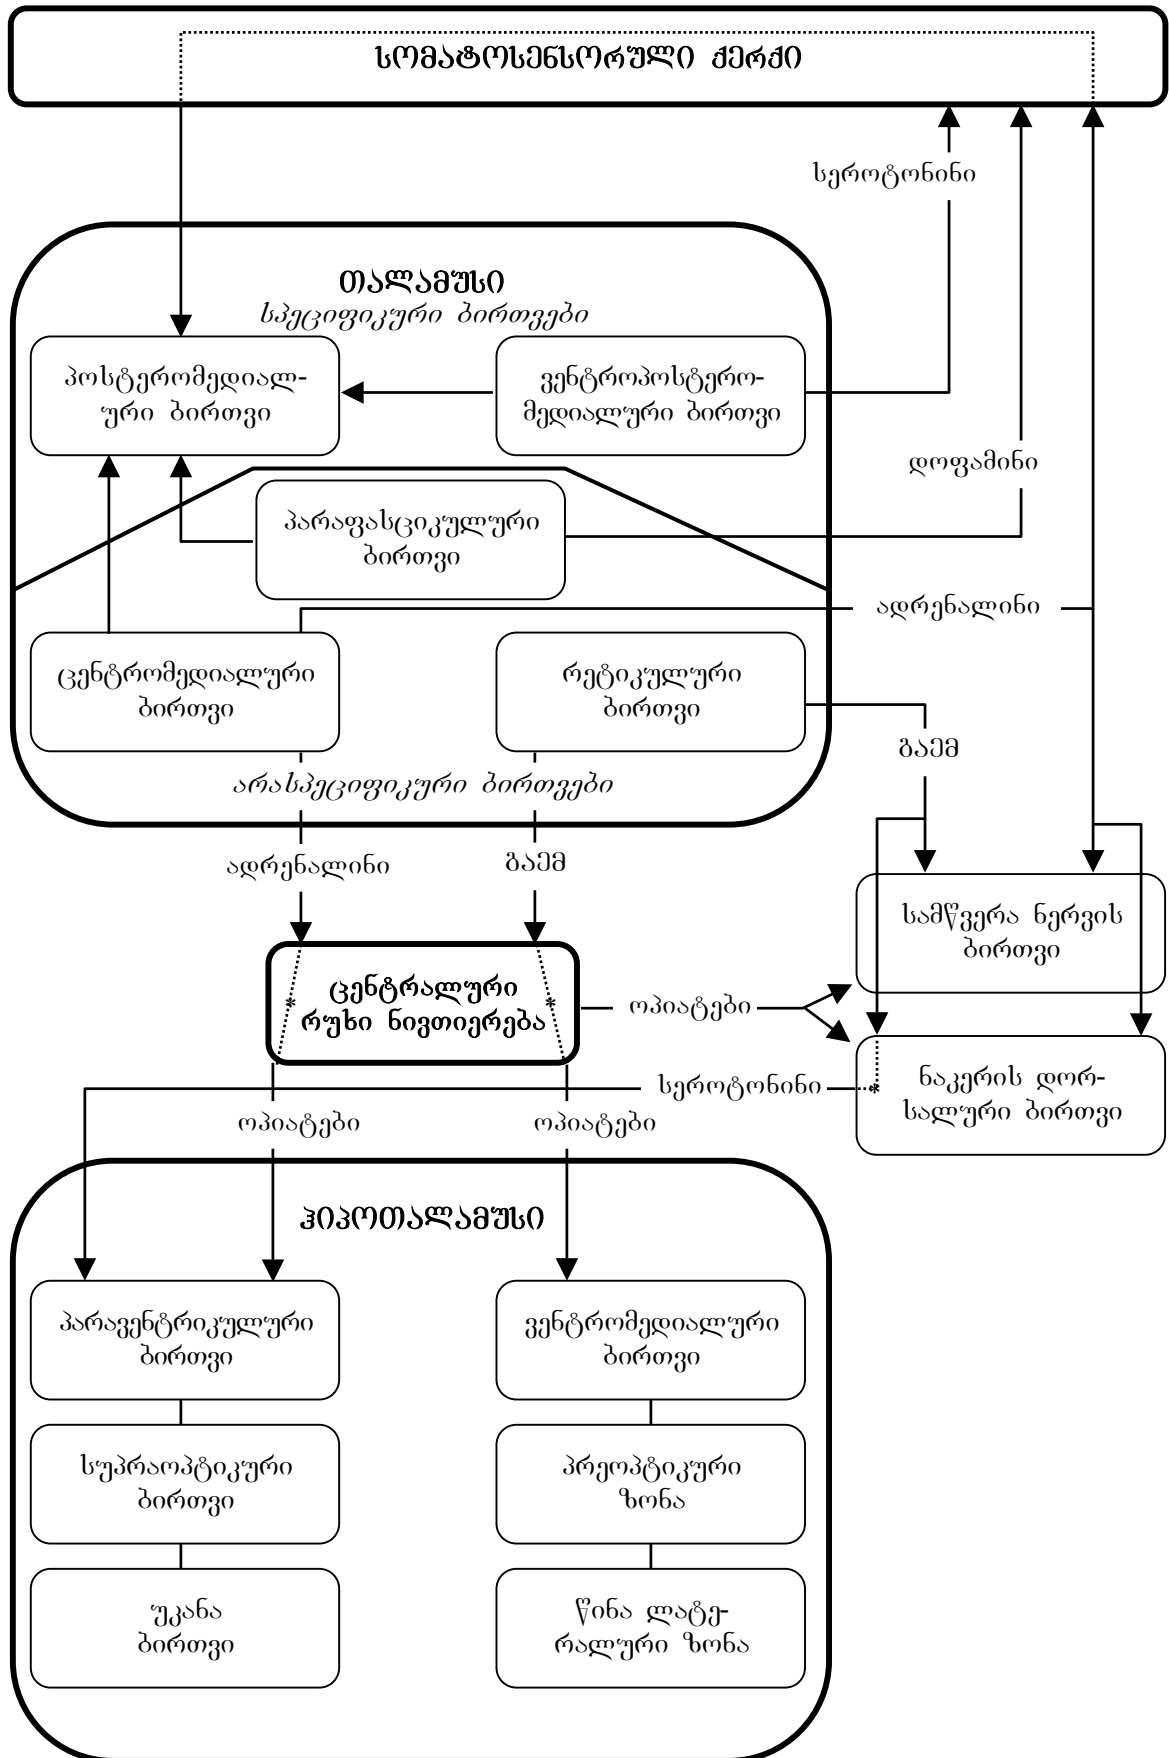 სომატოსენსორული ქერქი
სეროტონინი
თალამუსი
სპეციფიკური ბირთვები
პოსტერომედიალ-
ური ბირთვი
ვენტროპოსტერო-
მედიალური ბირთვი
დოფამინი
პარაფასციკულური
ბირთვი
ადრენალინი
ცენტრომედიალური
ბირთვი
რეტიკულური
ბირთვი
გაემ
არასპეციფიკური ბირთვები
ადრენალინი
გაემ
სამწვერა ნერვის
ბირთვი
ცენტრალური
* რუხი ნივთიერება *
ოპიატები
სეროტონინი
*
ნაკერის დორ-
სალური ბირთვი
ოპიატები
ოპიატები
ჰიპოთალამუსი
პარავენტრიკულური
ბირთვი
ვენტრომედიალური
ბირთვი
სუპრაოპტიკური
ბირთვი
პრეოპტიკური
ზონა
უკანა
ბირთვი
წინა ლატე-
რალური ზონა